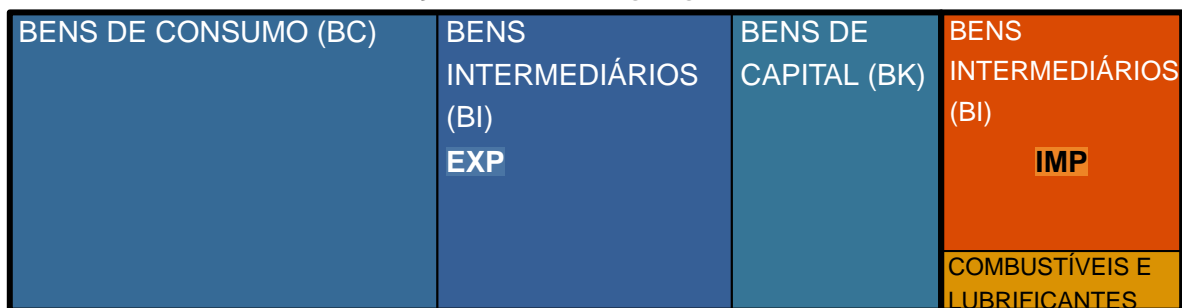 BENS DE CONSUMO (BC)
BENS
INTERMEDIÁRIOS
(BI)
EXP
BENS DE
CAPITAL (BK)
BENS
INTERMEDIÁRIOS
(BI)
IMP
COMBUSTÍVEIS E
LUBRIFICANTES